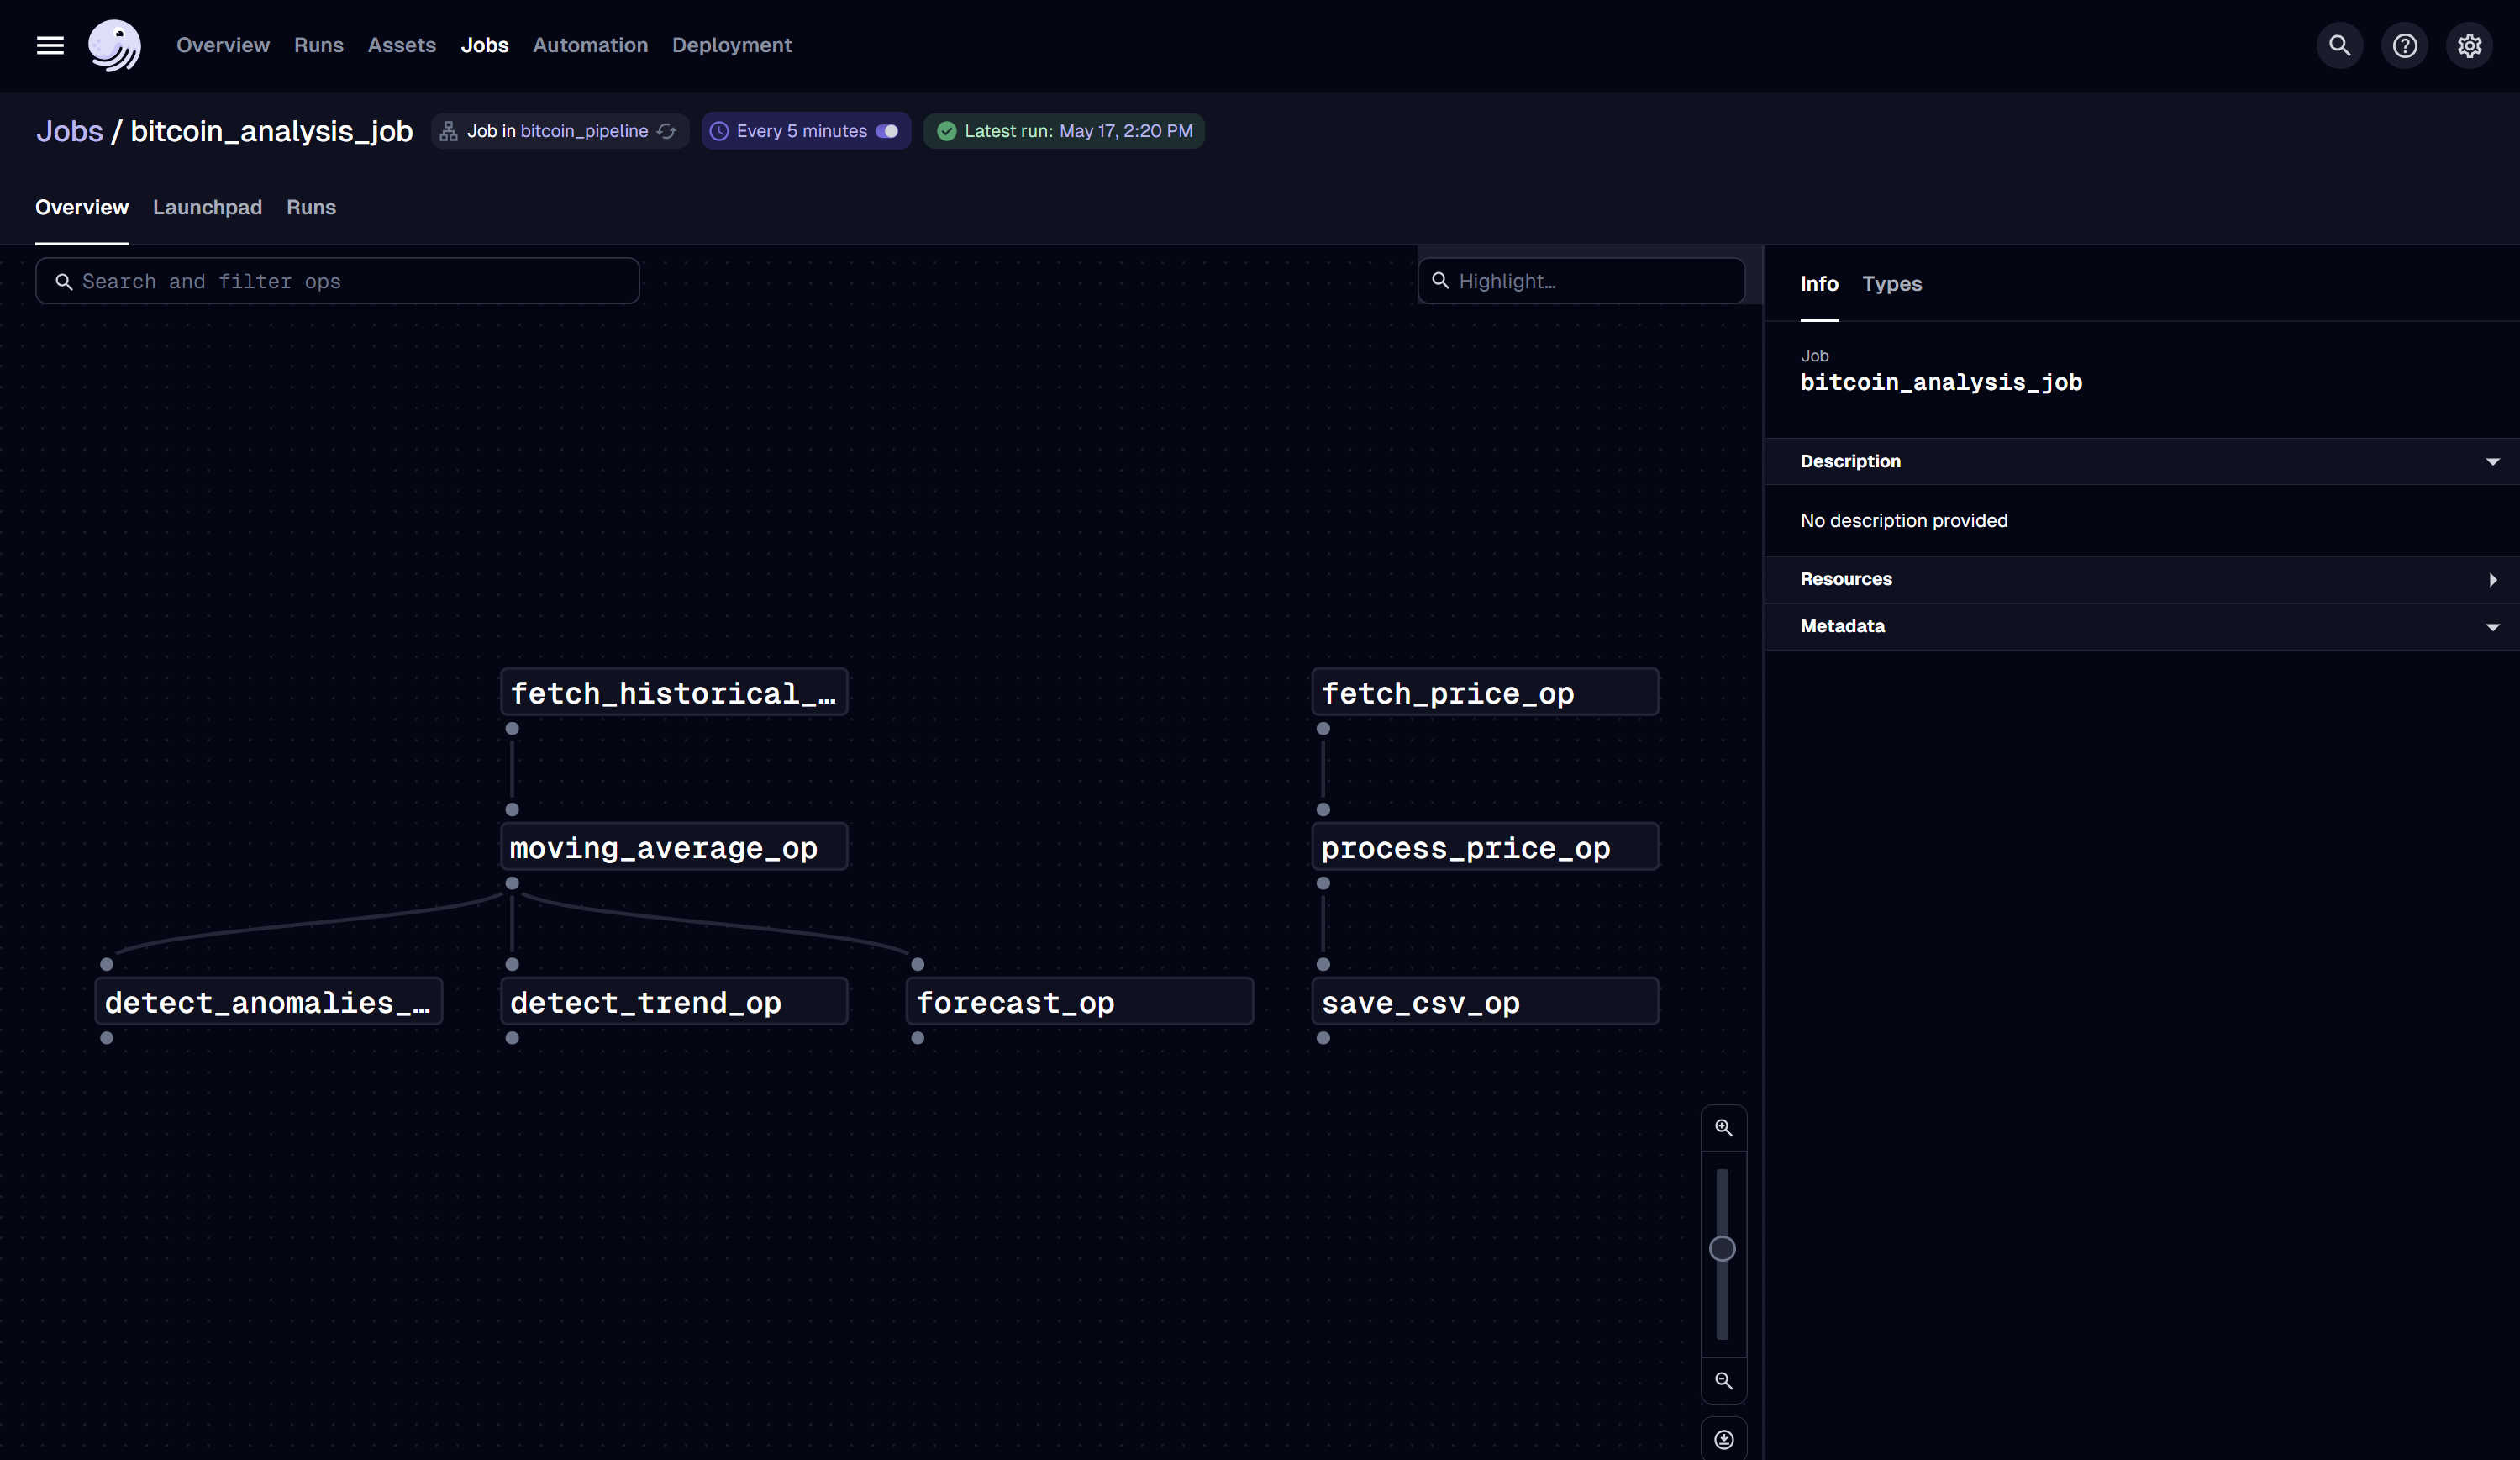 Overview Runs Assets Jobs Automation Deployment
Jobs / bitcoin_analysis_job Job in bitcoin_pipeline Every 5 minutes Latest run: May 17, 2:20 PM
Overview Launchpad Runs
Search and filter ops
Highlight…
Info Types
Job
bitcoin_analysis_job
Description
No description provided
Resources
Metadata
fetch_historical_… fetch_price_op
moving_average_op process_price_op
detect_anomalies_… detect_trend_op forecast_op save_csv_op